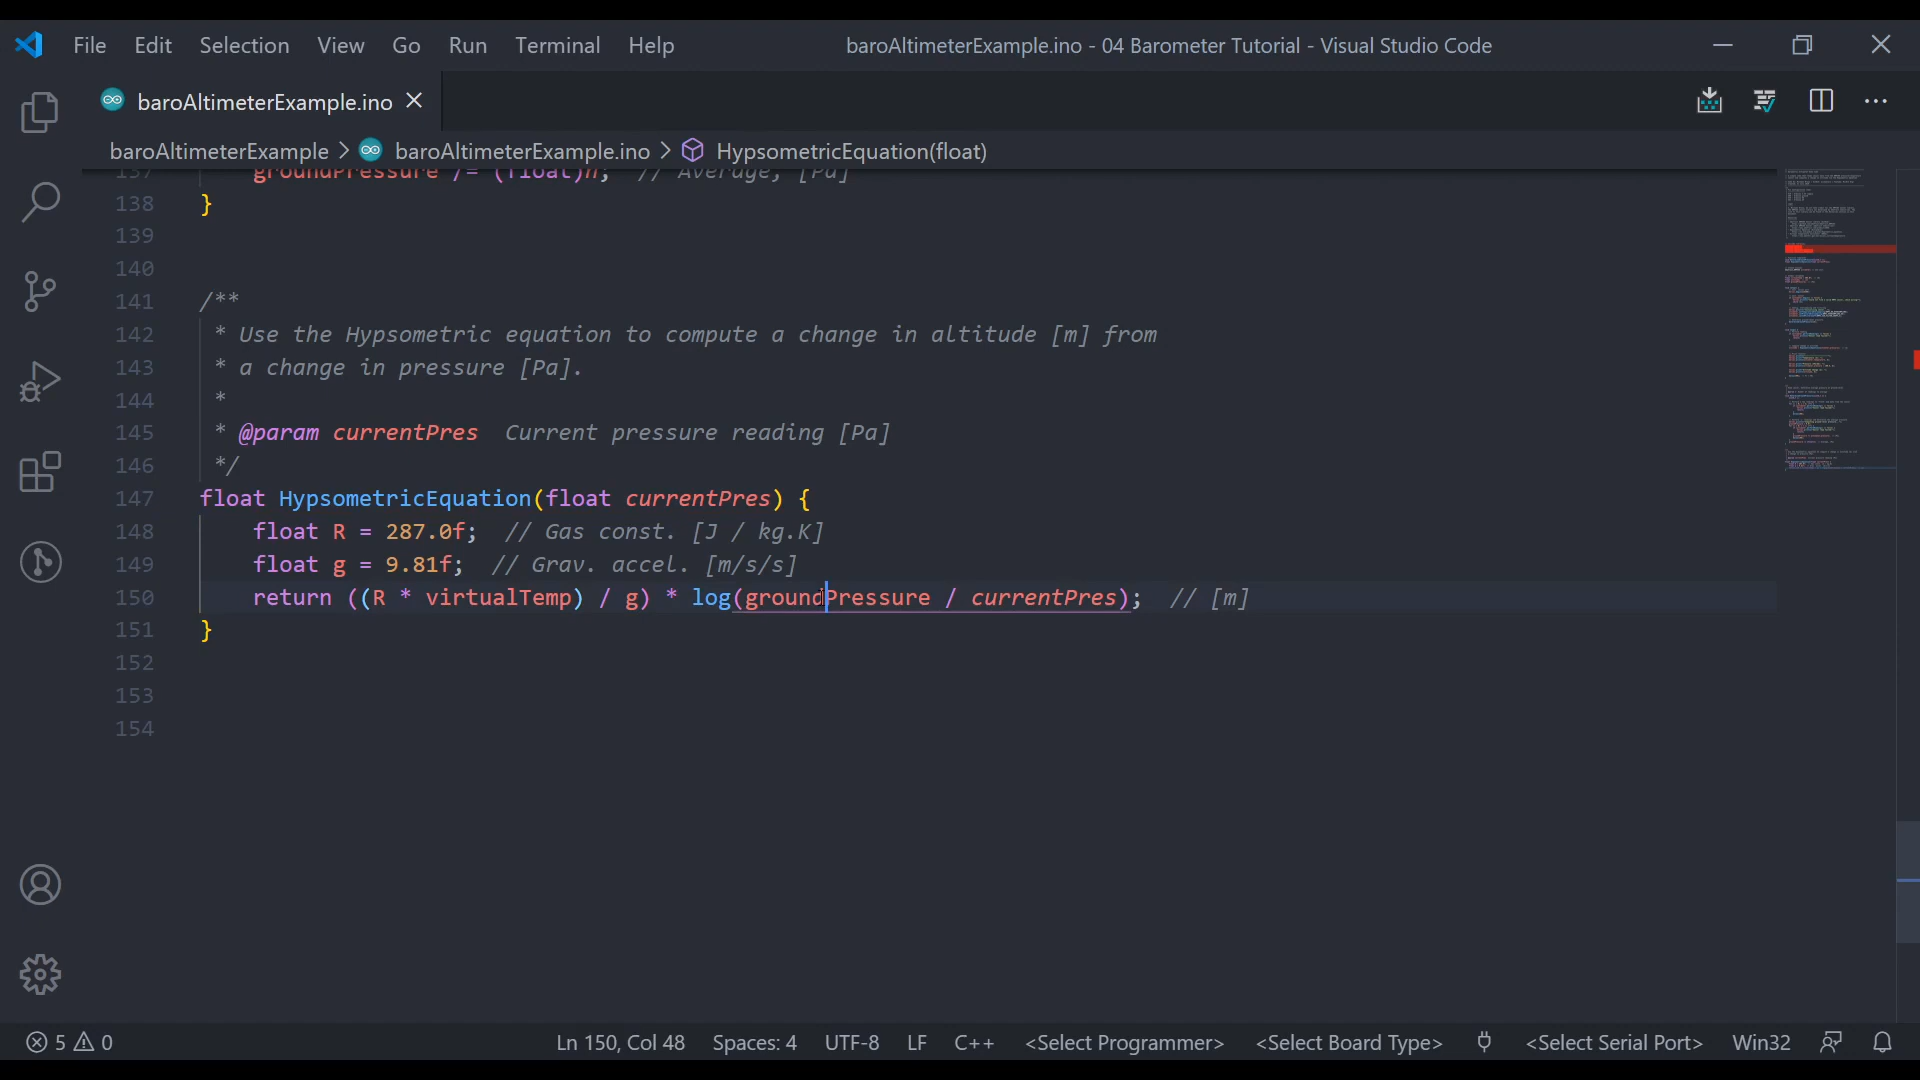 File Edit Selection View Go Run Terminal Help baroAltimeterExample.ino - 04 Barometer Tutorial - Visual Studio Code
baroAltimeterExample.ino
baroAltimeterExample > baroAltimeterExample.ino > HypsometricEquation(float)
137 groundPressure /= (float)n; // Average, [Pa]
138 }
139
140
141 /**
142 * Use the Hypsometric equation to compute a change in altitude [m] from
143 * a change in pressure [Pa].
144 *
145 * @param currentPres Current pressure reading [Pa]
146 */
147 float HypsometricEquation(float currentPres) {
148 float R = 287.0f; // Gas const. [J / kg.K]
149 float g = 9.81f; // Grav. accel. [m/s/s]
150 return ((R * virtualTemp) / g) * log(groundPressure / currentPres); // [m]
151 }
152
153
154
5 0 Ln 150, Col 48 Spaces: 4 UTF-8 LF C++ <Select Programmer> <Select Board Type> <Select Serial Port> Win32